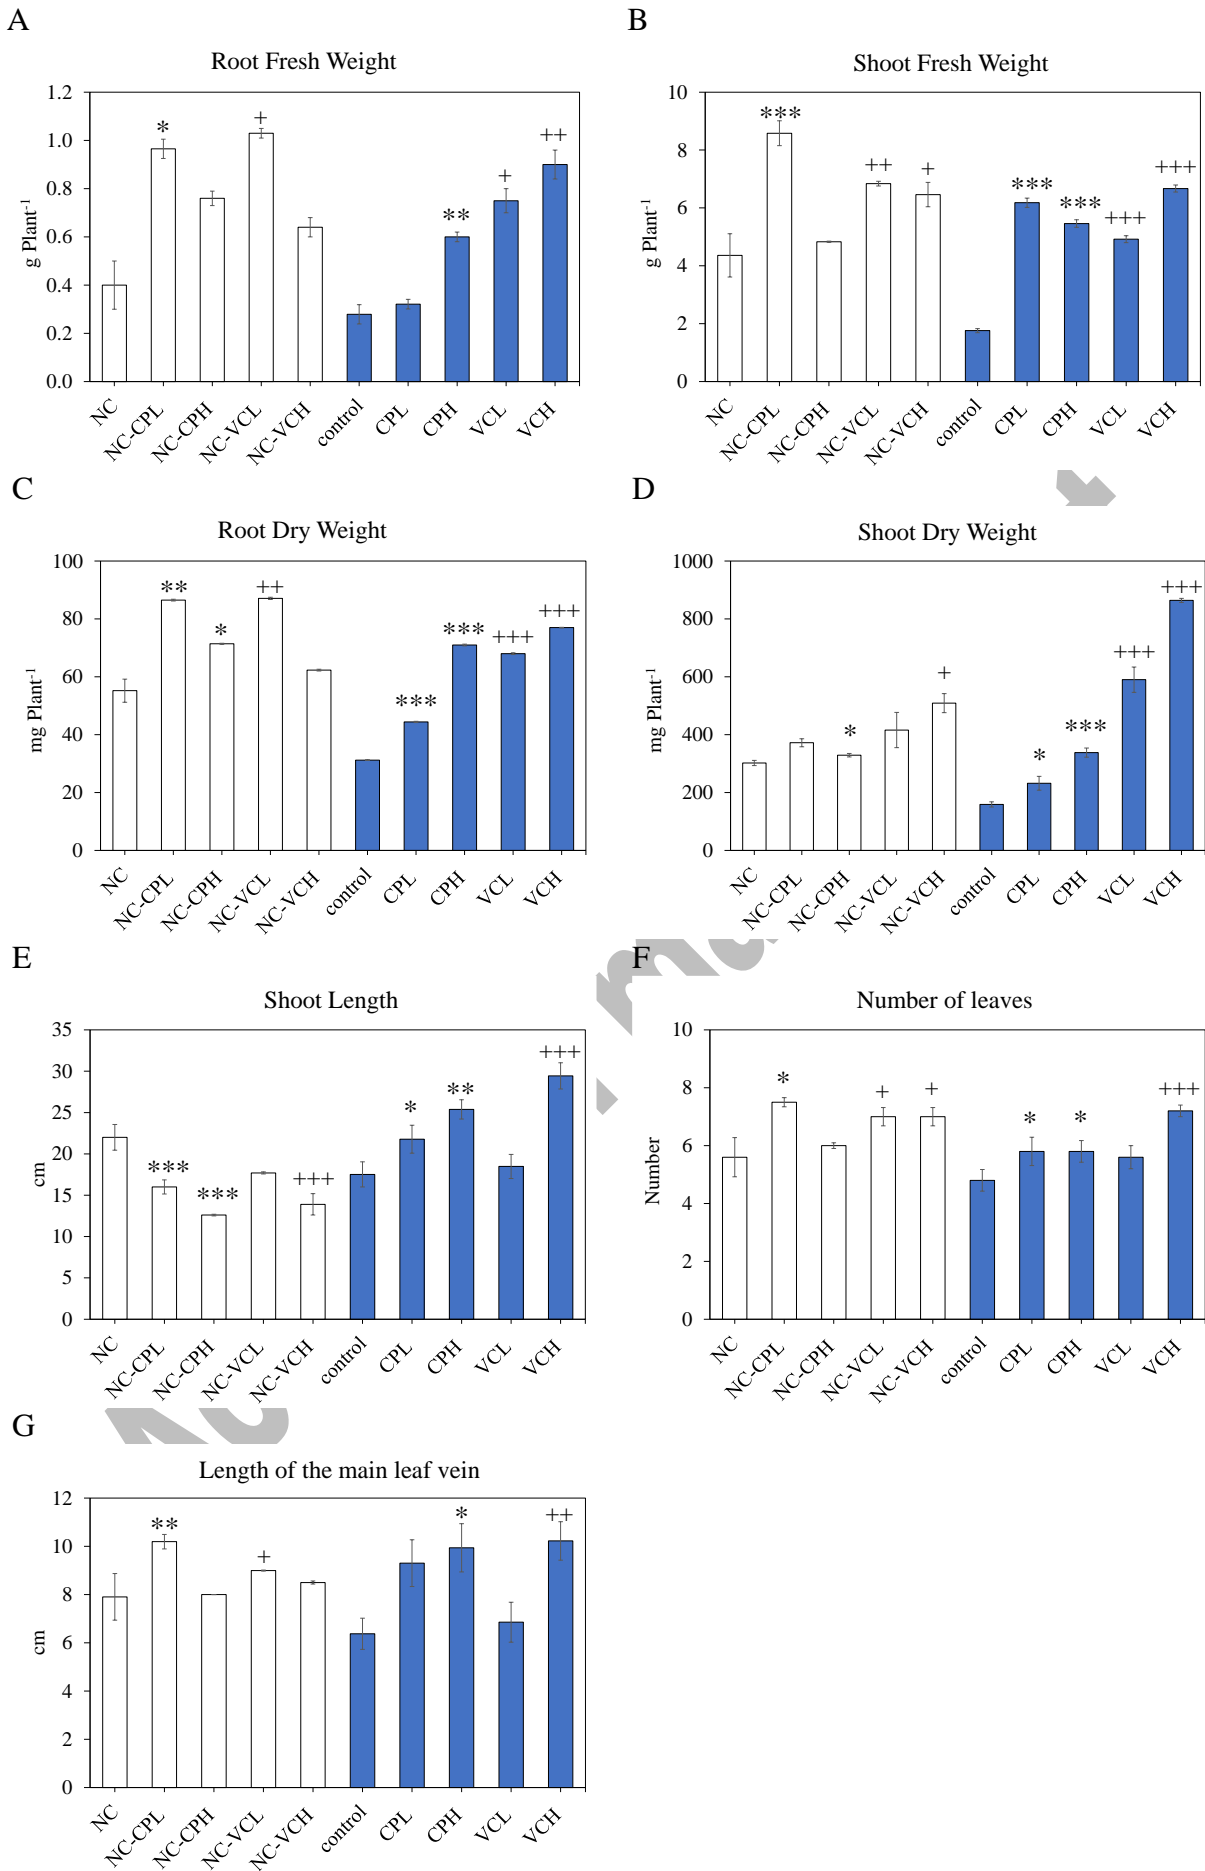 A
Root Fresh Weight
g Plant-1
1.2
1.0
0.8
0.6
0.4
0.2
0.0
*
+
**
+
++
NC
NC-CPL
NC-CPH
NC-VCL
NC-VCH
control
CPL
CPH
VCL
VCH
B
Shoot Fresh Weight
g Plant-1
10
8
6
4
2
0
***
++
+
***
***
+++
+++
NC
NC-CPL
NC-CPH
NC-VCL
NC-VCH
control
CPL
CPH
VCL
VCH
C
Root Dry Weight
mg Plant-1
100
80
60
40
20
0
**
*
++
***
***
+++
+++
NC
NC-CPL
NC-CPH
NC-VCL
NC-VCH
control
CPL
CPH
VCL
VCH
D
Shoot Dry Weight
mg Plant-1
1000
800
600
400
200
0
*
+
*
***
+++
+++
NC
NC-CPL
NC-CPH
NC-VCL
NC-VCH
control
CPL
CPH
VCL
VCH
E
Shoot Length
cm
35
30
25
20
15
10
5
0
***
***
+++
*
**
+++
NC
NC-CPL
NC-CPH
NC-VCL
NC-VCH
control
CPL
CPH
VCL
VCH
F
Number of leaves
Number
10
8
6
4
2
0
*
+
+
*
*
+++
NC
NC-CPL
NC-CPH
NC-VCL
NC-VCH
control
CPL
CPH
VCL
VCH
G
Length of the main leaf vein
cm
12
10
8
6
4
2
0
**
+
*
++
NC
NC-CPL
NC-CPH
NC-VCL
NC-VCH
control
CPL
CPH
VCL
VCH